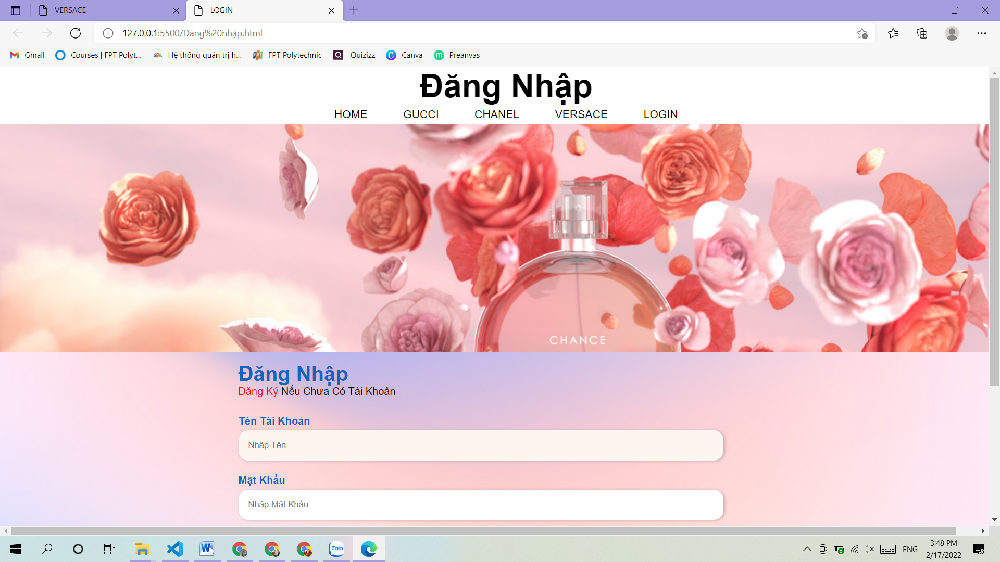 VERSACE
LOGIN
127.0.0.1:5500/Đăng%20nhập.html
Gmail
Courses | FPT Polyt...
Hệ thống quản trị h...
FPT Polytechnic
Quizizz
Canva
Preanvas
Đăng Nhập
HOME GUCCI CHANEL VERSACE LOGIN
CHANCE
Đăng Nhập
Đăng Ký Nếu Chưa Có Tài Khoản
Tên Tài Khoản
Nhập Tên
Mật Khẩu
Nhập Mật Khẩu
Zalo
ENG
3:48 PM
2/17/2022